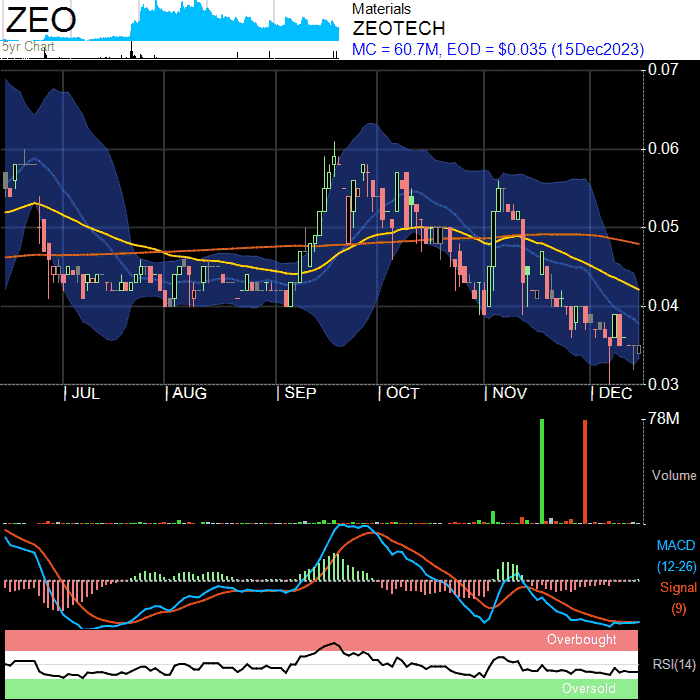 ZEO
5yr Chart
Materials
ZEOTECH
MC = 60.7M, EOD = $0.035 (15Dec2023)
0.07
0.06
0.05
0.04
0.03
| JUL | AUG | SEP | OCT | NOV | DEC
78M
Volume
MACD
(12-26)
Signal
(9)
Overbought
RSI(14)
Oversold